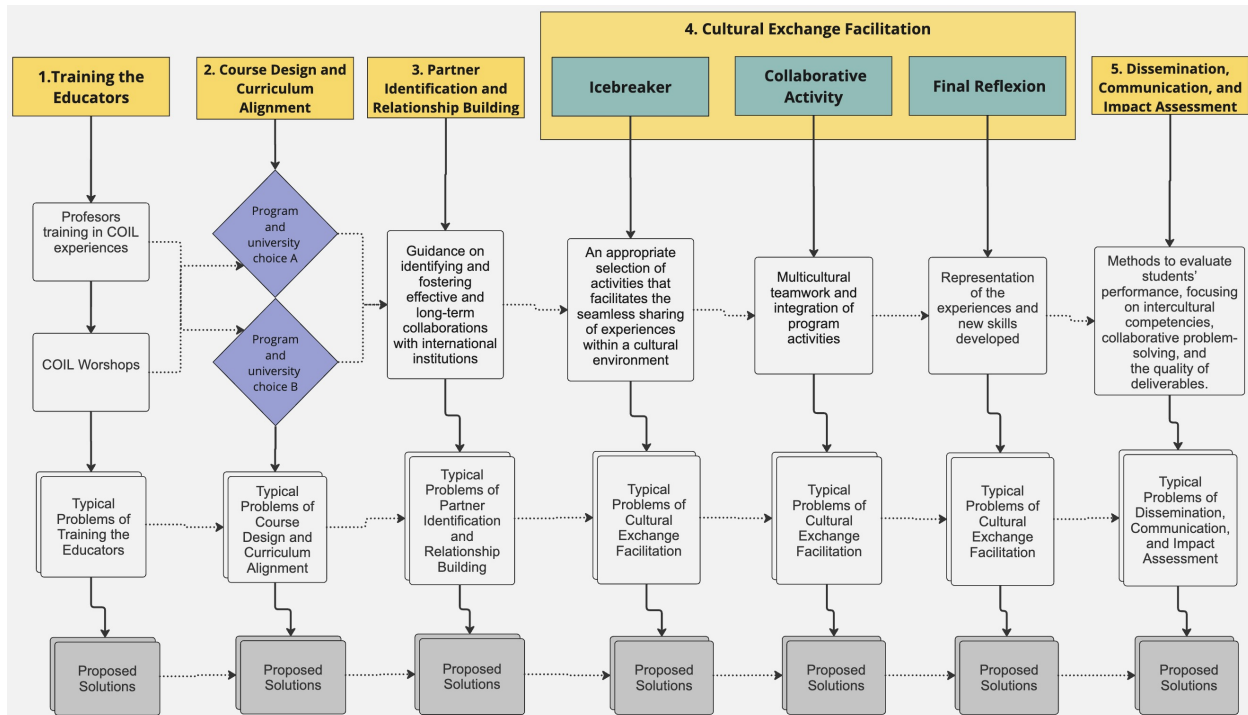 4. Cultural Exchange Facilitation
1.Training the
Educators
2. Course Design and
Curriculum
Alignment
3. Partner
Identification and
Relationship Building
Icebreaker
Collaborative
Activity
Final Reflexion
5. Dissemination,
Communication, and
Impact Assessment
Profesors
training in COIL
experiences
COIL Worshops
Program
and
university
choice A
Program
and
university
choice B
Guidance on
identifying and
fostering
effective and
long-term
collaborations
with international
institutions
An appropriate
selection of
activities that
facilitates the
seamless sharing
of experiences
within a cultural
environment
Multicultural
teamwork and
integration of
program
activities
Representation
of the
experiences and
new skills
developed
Methods to evaluate
students’
performance, focusing
on intercultural
competencies,
collaborative problem-
solving, and
the quality of
deliverables.
Typical
Problems of
Training the
Educators
Typical
Problems of
Course
Design and
Curriculum
Alignment
Typical
Problems of
Partner
Identification
and
Relationship
Building
Typical
Problems of
Cultural
Exchange
Facilitation
Typical
Problems of
Cultural
Exchange
Facilitation
Typical
Problems of
Cultural
Exchange
Facilitation
Typical
Problems of
Dissemination,
Communication,
and Impact
Assessment
Proposed
Solutions
Proposed
Solutions
Proposed
Solutions
Proposed
Solutions
Proposed
Solutions
Proposed
Solutions
Proposed
Solutions